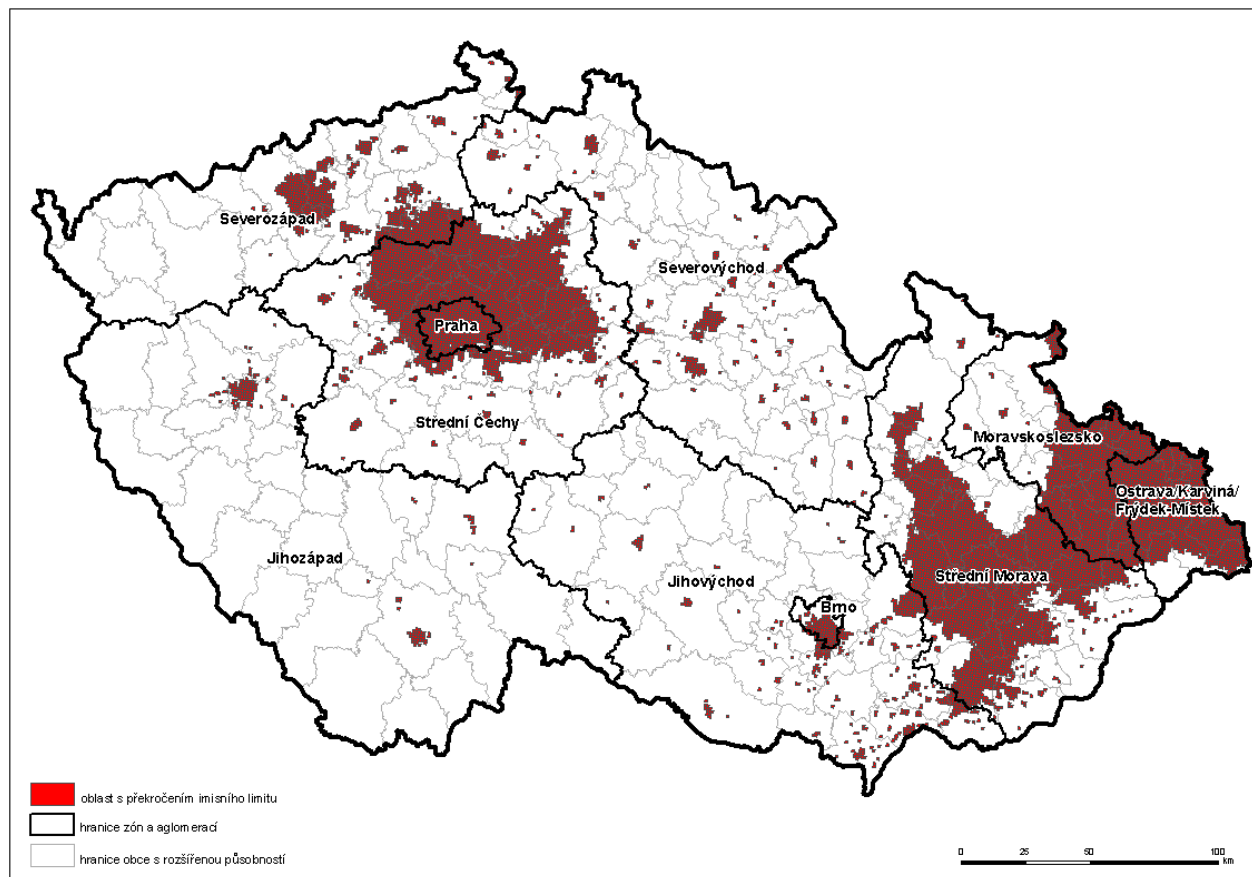 Severozápad
Severovýchod
Praha
Střední Čechy
Moravskoslezsko
Ostrava/Karviná/
Frýdek-Místek
Jihozápad
Jihovýchod
Střední Morava
Brno
oblast s překročením imisního limitu
hranice zón a aglomerací
hranice obce s rozšířenou působností
0 25 50 100
km